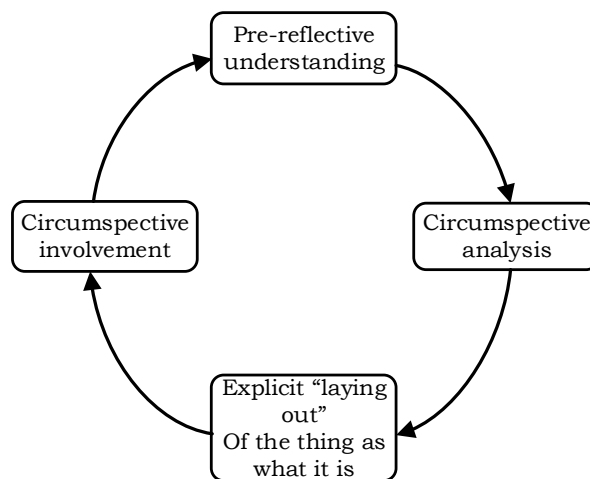 Pre-reflective
understanding
Circumspective
analysis
Explicit “laying
out”
Of the thing as
what it is
Circumspective
involvement